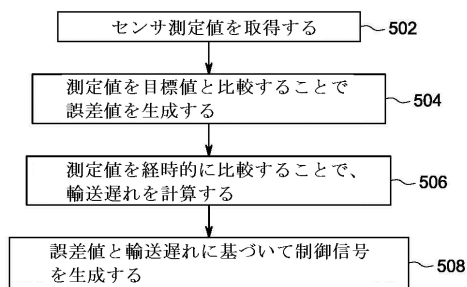 センサ測定値を取得する
502
測定値を目標値と比較することで
誤差値を生成する
504
測定値を経時的に比較することで、
輸送遅れを計算する
506
誤差値と輸送遅れに基づいて制御信号
を生成する
508